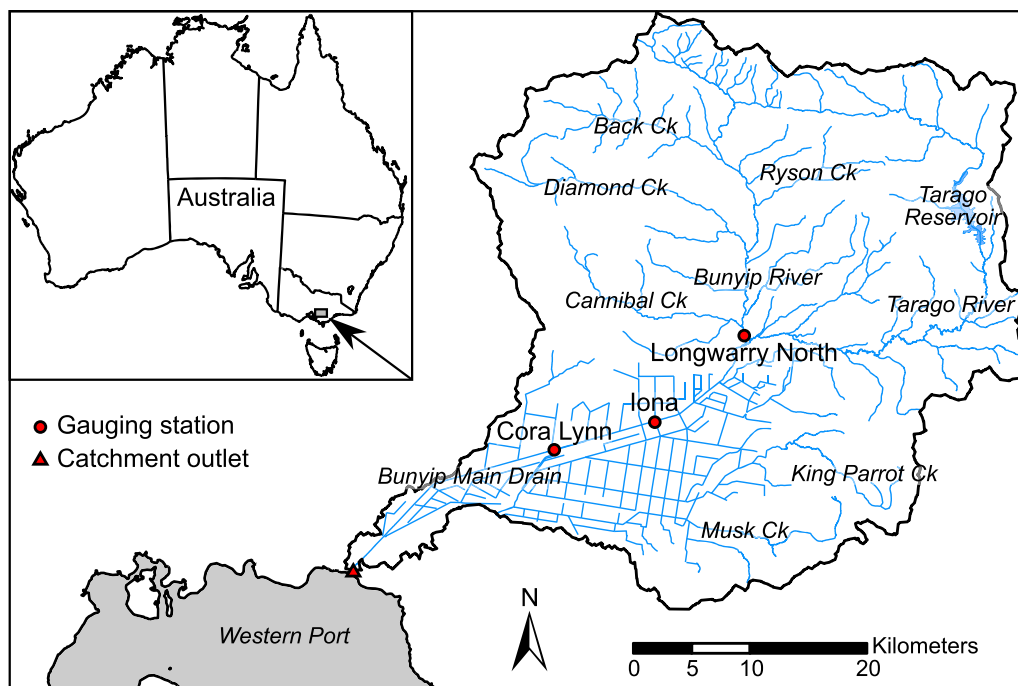 Australia
Back Ck
Ryson Ck
Diamond Ck
Tarago
Reservoir
Bunyip River
Cannibal Ck
Tarago River
Longwarry North
Iona
Gauging station
Cora Lynn
Catchment outlet
Bunyip Main Drain
King Parrot Ck
Musk Ck
Western Port
N
Kilometers
0 5 10 20